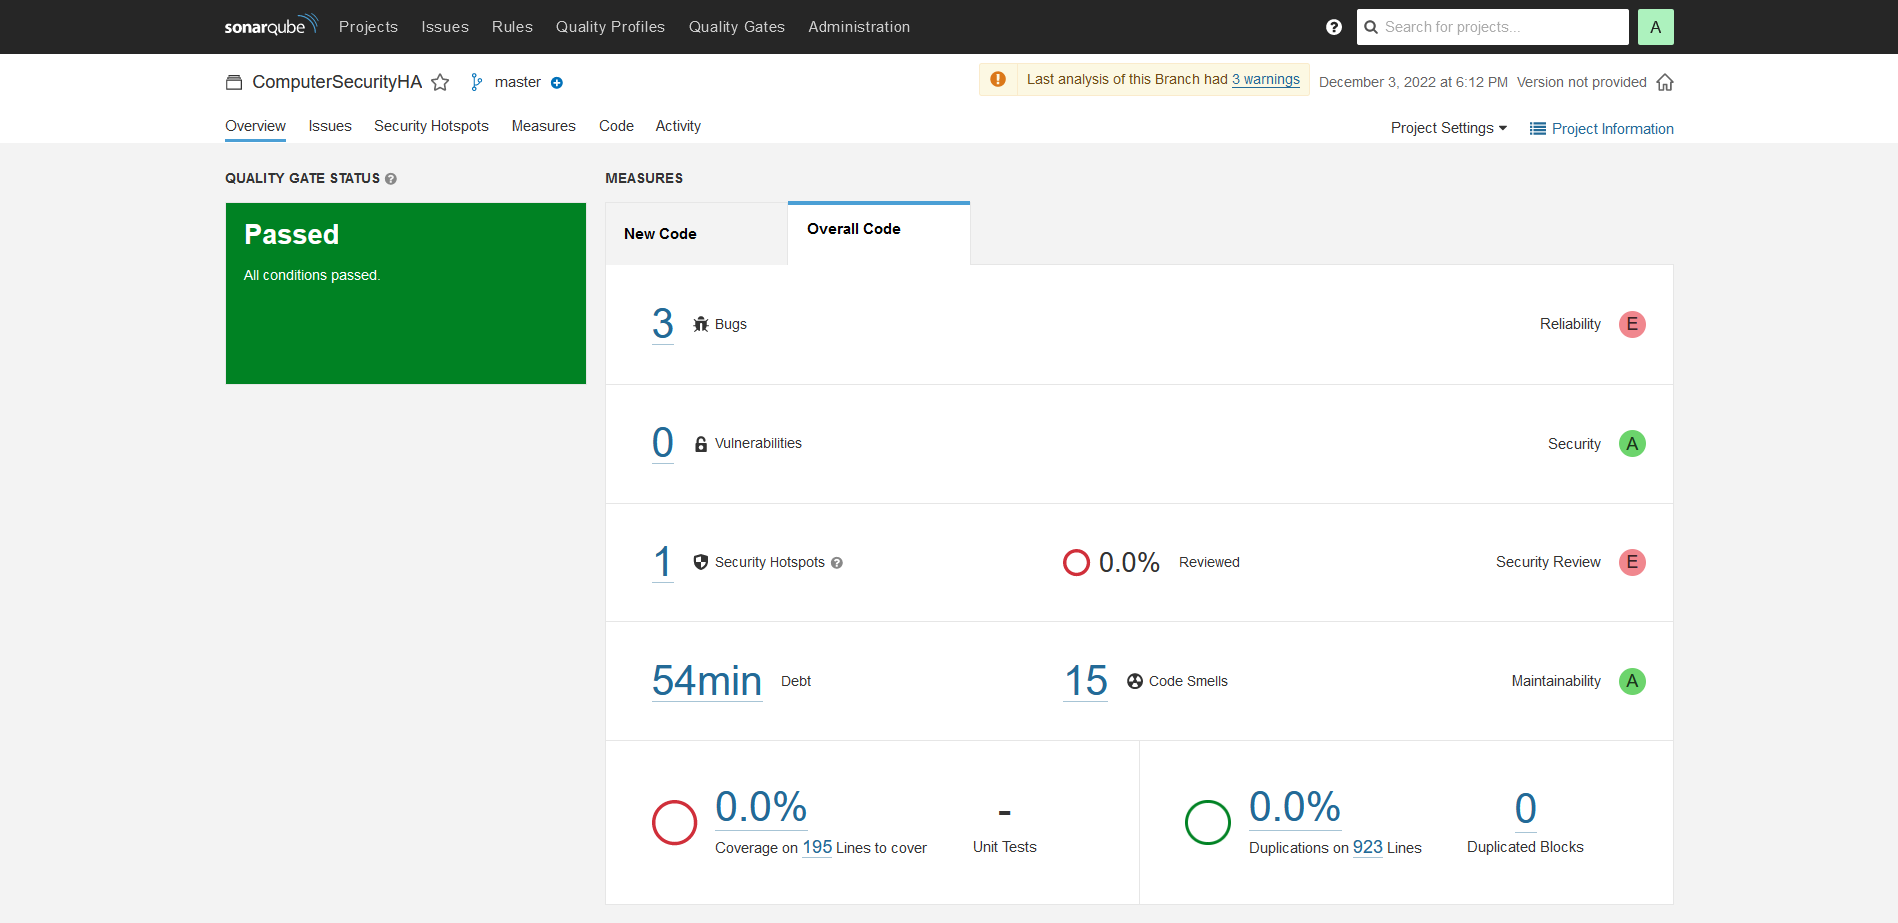 sonarqube Projects Issues Rules Quality Profiles Quality Gates Administration ? Search for projects... A
ComputerSecurityHA master Last analysis of this Branch had 3 warnings December 3, 2022 at 6:12 PM Version not provided
Overview Issues Security Hotspots Measures Code Activity Project Settings Project Information
QUALITY GATE STATUS ? MEASURES
Passed
All conditions passed.
New Code Overall Code
3 Bugs Reliability E
0 Vulnerabilities Security A
1 Security Hotspots ? 0.0% Reviewed Security Review E
54min Debt 15 Code Smells Maintainability A
0.0% - 0.0% 0
Coverage on 195 Lines to cover Unit Tests Duplications on 923 Lines Duplicated Blocks